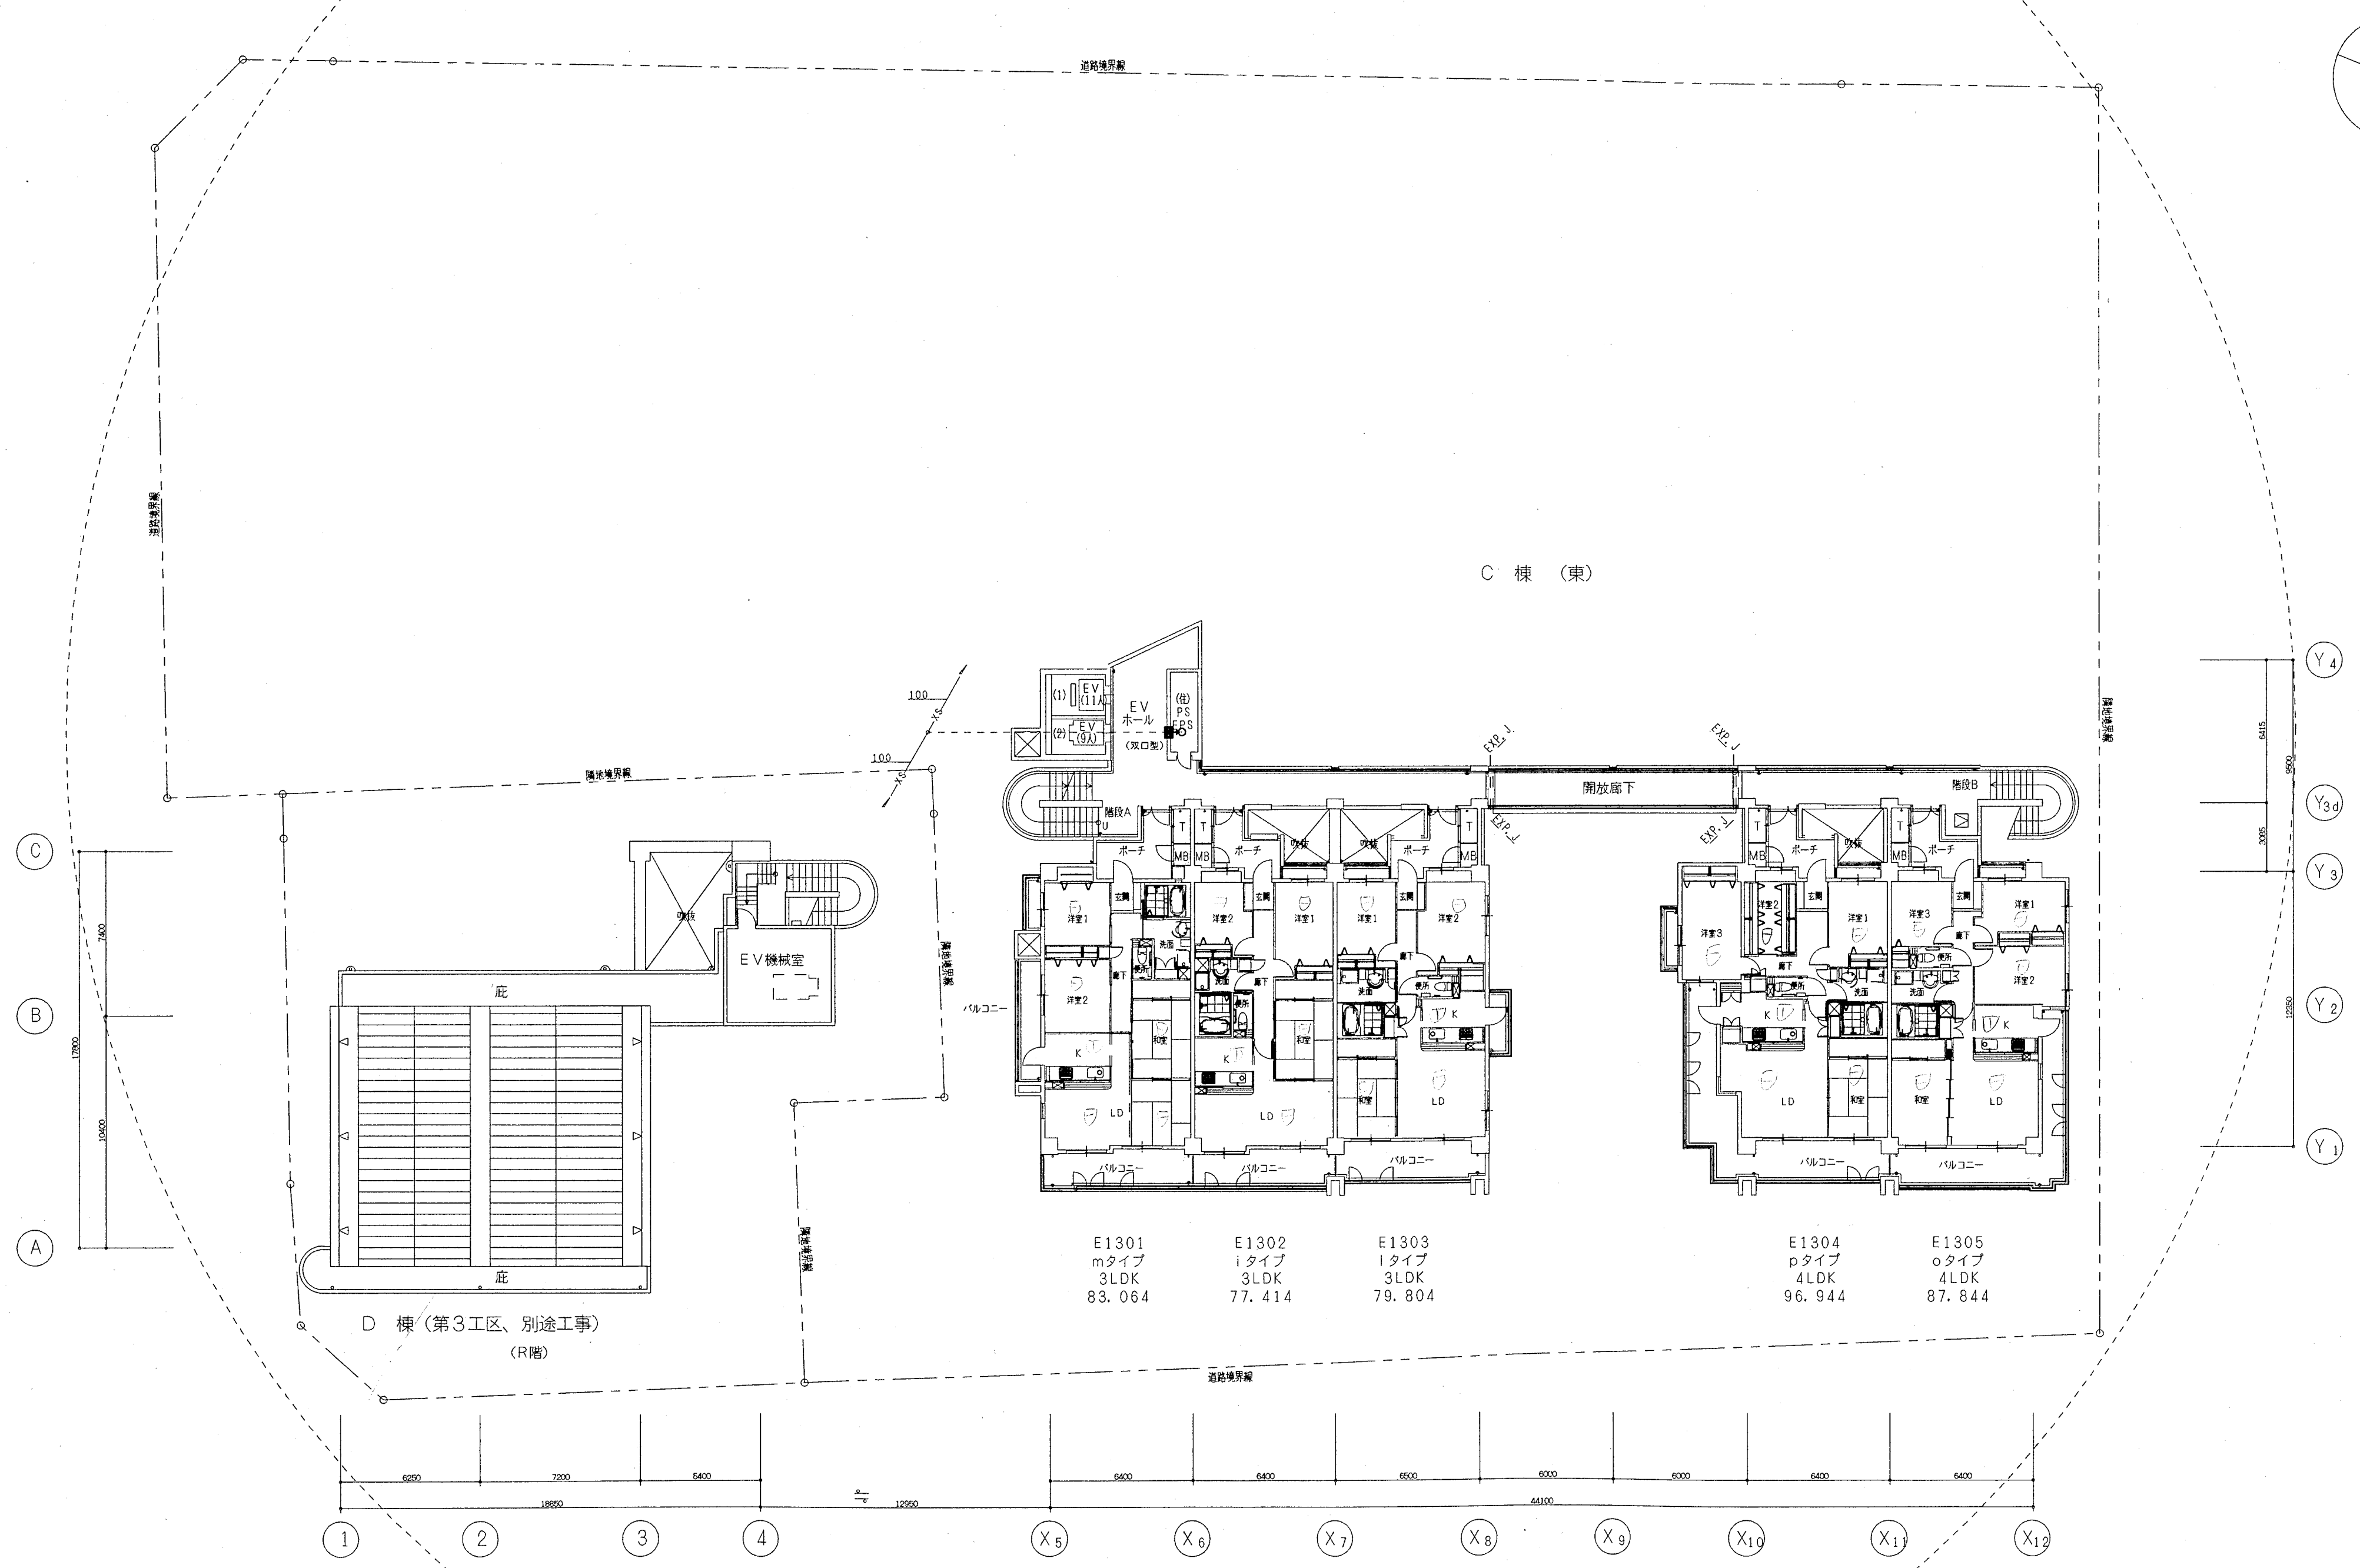 道路境界線
道路境界線
C 棟 (東)
Y4
100
(1)
EV
(11人)
EV
ホール
(住)
PS
EPS
(2)
EV
(9人)
(双口型)
EXP. J
EXP. J
隣地境界線
6415
9500
100
XS
XS
隣地境界線
開放廊下
階段A
U
階段B
Y3d
EXP. J
EXP. J
3085
T
T
吹抜
吹抜
T
T
吹抜
T
ポーチ
MB
MB
ポーチ
ポーチ
MB
MB
ポーチ
MB
ポーチ
C
Y3
玄関
玄関
玄関
玄関
玄関
洋室1
洋室2
洋室1
洋室1
洋室2
洋室2
洋室1
洋室3
洋室1
吹抜
7400
隣地境界線
EV機械室
洋室3
洗面
便所
廊下
廊下
廊下
廊下
廊下
廊下
便所
洋室2
洗面
便所
洗面
便所
便所
洗面
洗面
洋室2
庇
バルコニー
B
Y2
K
K
K
K
K
17800
12350
和室
和室
和室
和室
和室
LD
LD
LD
LD
LD
10400
バルコニー
バルコニー
バルコニー
バルコニー
バルコニー
Y1
A
庇
隣地境界線
E1301
mタイプ
3LDK
83.064
E1302
iタイプ
3LDK
77.414
E1303
lタイプ
3LDK
79.804
E1304
pタイプ
4LDK
96.944
E1305
oタイプ
4LDK
87.844
D 棟(第3工区、別途工事)
(R階)
道路境界線
6250
7200
5400
6400
6400
6500
6000
6000
6400
6400
18850
12950
44100
1
2
3
4
X5
X6
X7
X8
X9
X10
X11
X12